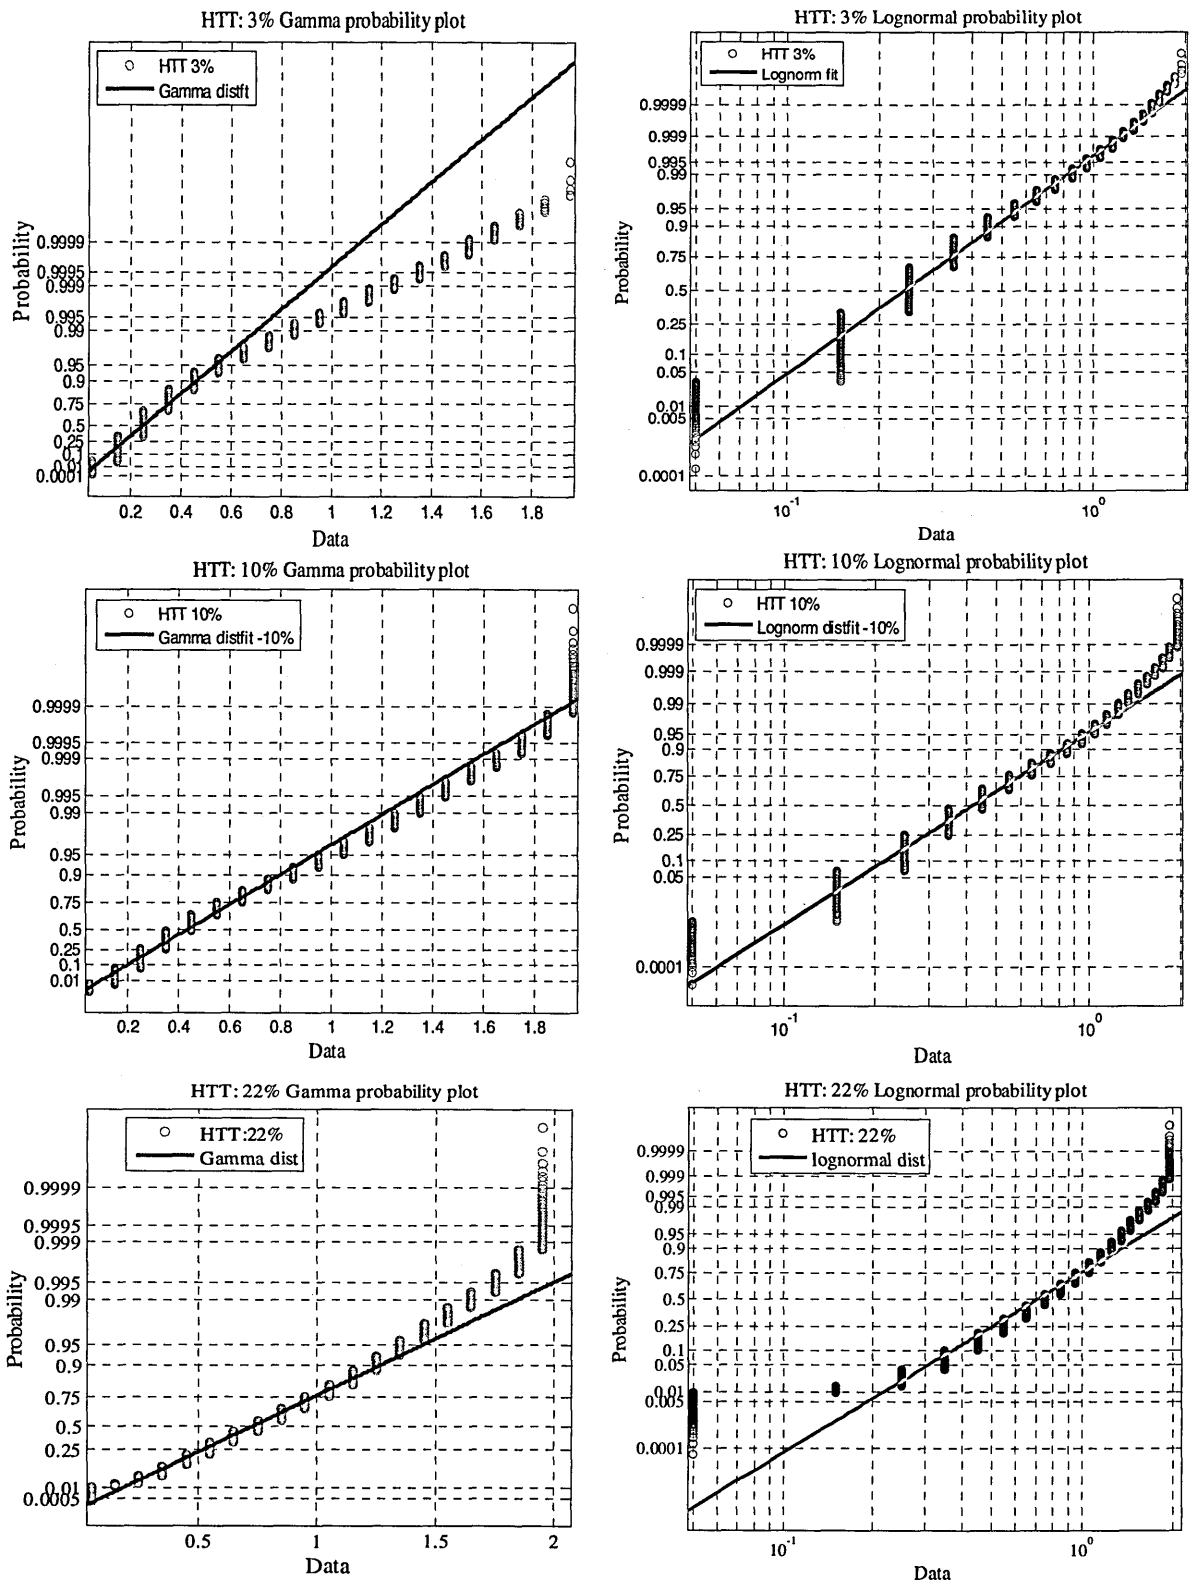 HTT: 3% Gamma probability plot
HTT 3%
Gamma distft
Probability
0.9999
0.9995
0.999
0.995
0.99
0.95
0.9
0.75
0.5
0.25
0.1
0.01
0.0001
0.2 0.4 0.6 0.8 1 1.2 1.4 1.6 1.8
Data
HTT: 3% Lognormal probability plot
HTT 3%
Lognorm fit
Probability
0.9999
0.999
0.995
0.99
0.95
0.9
0.75
0.5
0.25
0.1
0.05
0.01
0.005
0.0001
10-1 100
Data
HTT: 10% Gamma probability plot
HTT 10%
Gamma distfit -10%
Probability
0.9999
0.9995
0.999
0.995
0.99
0.95
0.9
0.75
0.5
0.25
0.1
0.01
0.2 0.4 0.6 0.8 1 1.2 1.4 1.6 1.8
Data
HTT: 10% Lognormal probability plot
HTT 10%
Lognorm distfit -10%
Probability
0.9999
0.999
0.99
0.95
0.9
0.75
0.5
0.25
0.1
0.05
0.0001
10-1 100
Data
HTT: 22% Gamma probability plot
HTT:22%
Gamma dist
Probability
0.9999
0.9995
0.999
0.995
0.99
0.95
0.9
0.75
0.5
0.25
0.01
0.0005
0.5 1 1.5 2
Data
HTT: 22% Lognormal probability plot
HTT: 22%
lognormal dist
Probability
0.9999
0.999
0.995
0.99
0.95
0.9
0.75
0.5
0.25
0.1
0.05
0.01
0.005
0.0001
10-1 100
Data